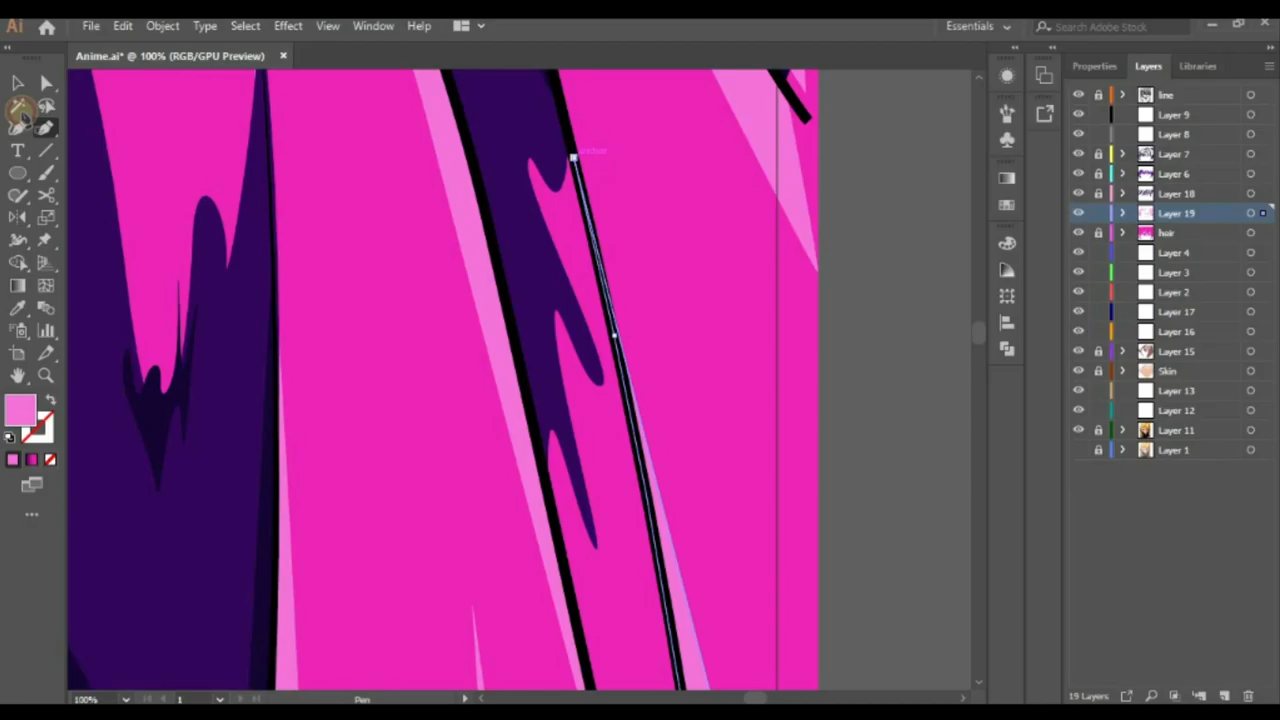 Ai File Edit Object Type Select Effect View Window Help Essentials Search Adobe Stock
Anime.ai* @ 100% (RGB/GPU Preview)
Properties Layers Libraries
line
Layer 9
Layer 8
Layer 7
Layer 6
Layer 18
Layer 19
heir
Layer 4
Layer 3
Layer 2
Layer 17
Layer 16
Layer 15
Skin
Layer 13
Layer 12
Layer 11
Layer 1
100% 1 Pen 19 Layers